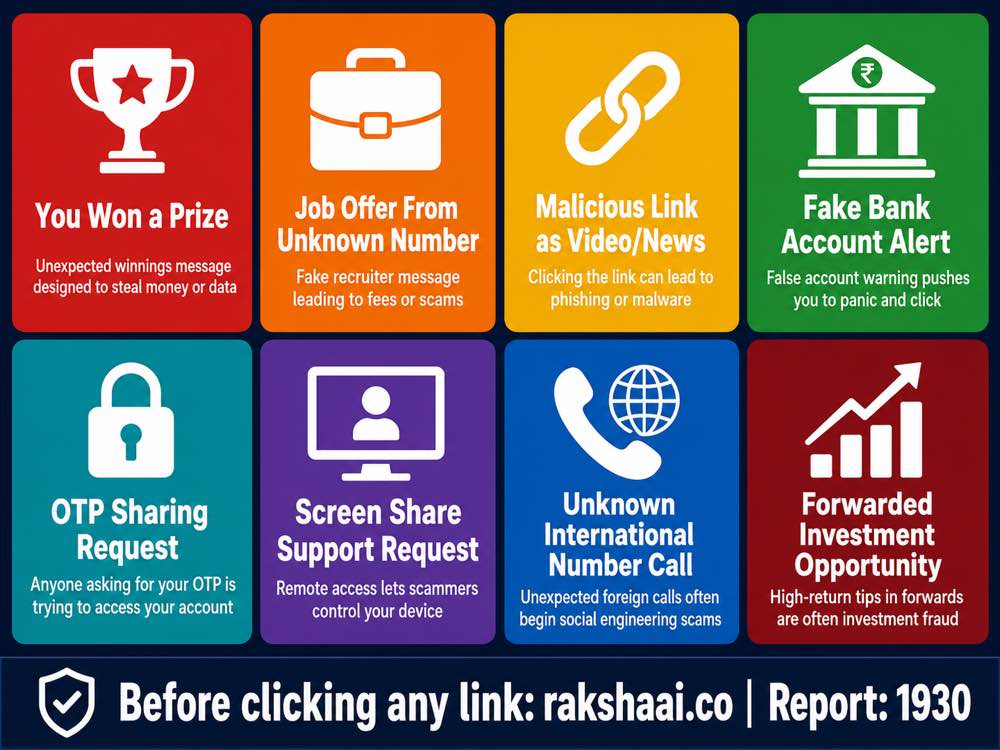 ₹
You Won a Prize
Unexpected winnings message
designed to steal money or data
Job Offer From
Unknown Number
Fake recruiter message
leading to fees or scams
Malicious Link
as Video/News
Clicking the link can lead to
phishing or malware
Fake Bank
Account Alert
False account warning pushes
you to panic and click
OTP Sharing
Request
Anyone asking for your OTP is
trying to access your account
Screen Share
Support Request
Remote access lets scammers
control your device
Unknown
International
Number Call
Unexpected foreign calls often
begin social engineering scams
Forwarded
Investment
Opportunity
High-return tips in forwards
are often investment fraud
Before clicking any link: rakshaai.co | Report: 1930